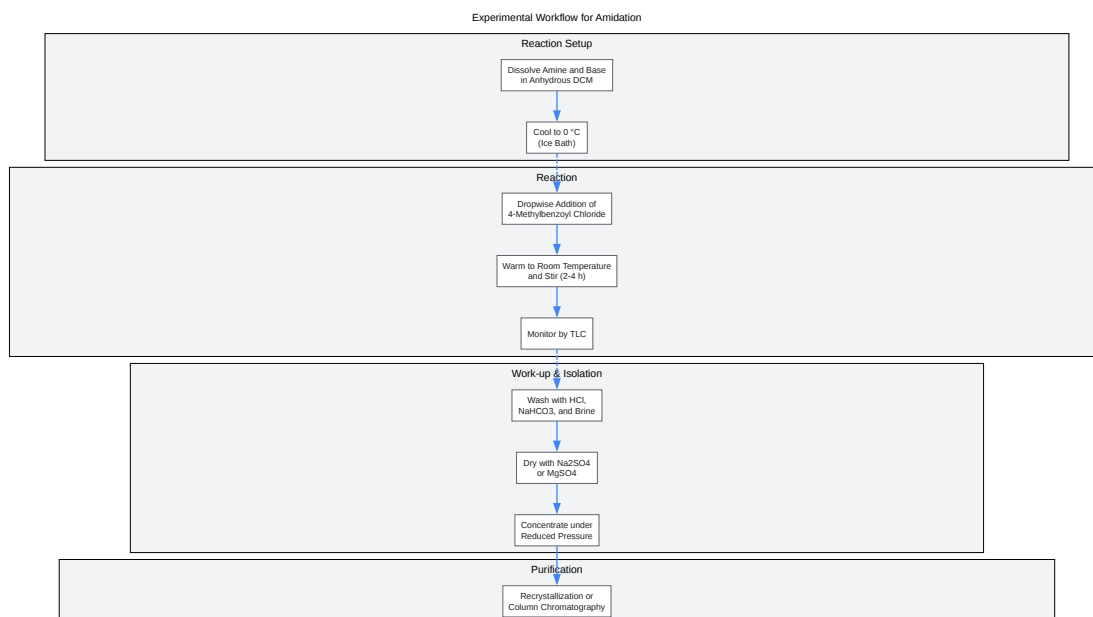 Experimental Workflow for Amidation
Reaction Setup
Dissolve Amine and Base
in Anhydrous DCM
Cool to 0 °C
(Ice Bath)
Reaction
Dropwise Addition of
4-Methylbenzoyl Chloride
Warm to Room Temperature
and Stir (2-4 h)
Monitor by TLC
Work-up & Isolation
Wash with HCl,
NaHCO3, and Brine
Dry with Na2SO4
or MgSO4
Concentrate under
Reduced Pressure
Purification
Recrystallization or
Column Chromatography